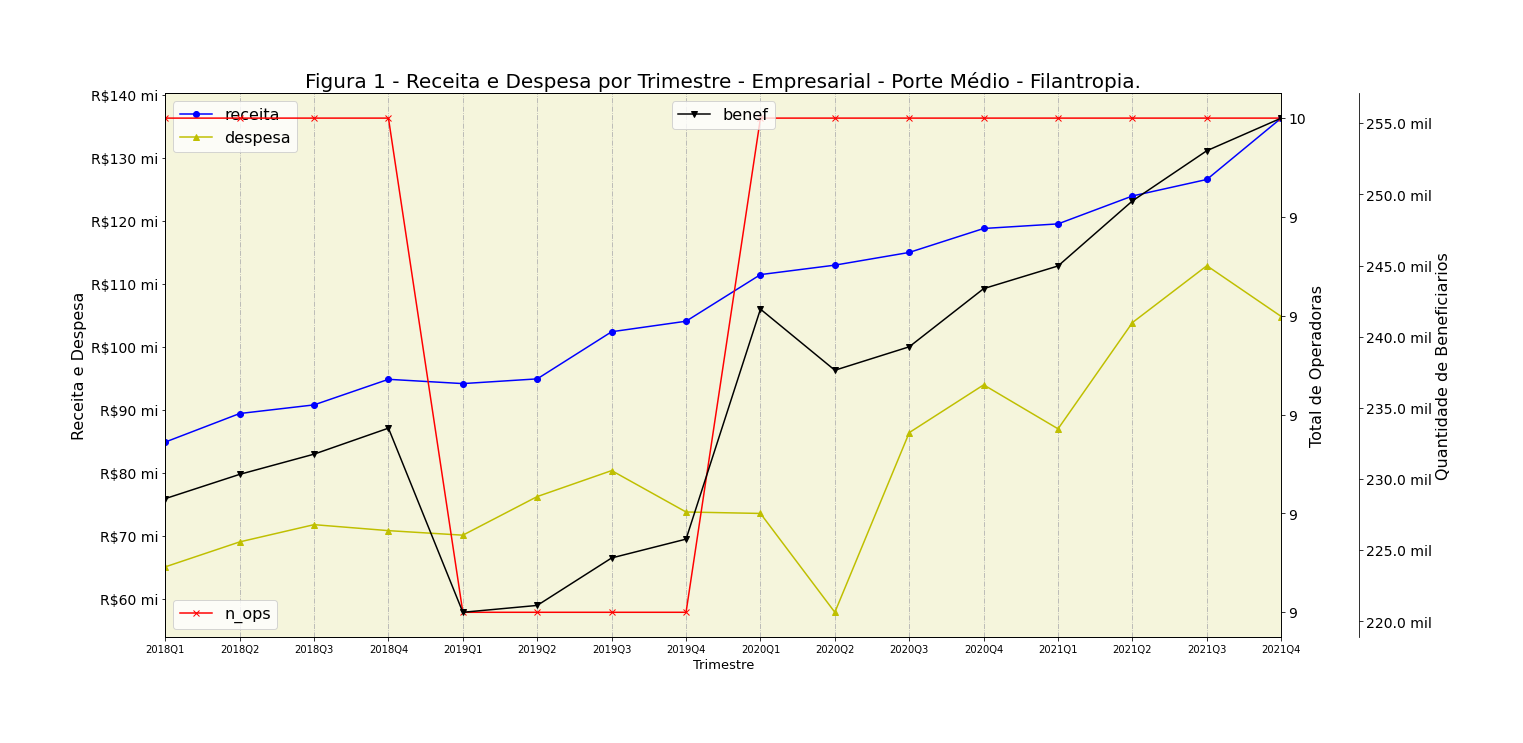 Figura 1 - Receita e Despesa por Trimestre - Empresarial - Porte Médio - Filantropia.
R$140 mi
R$130 mi
R$120 mi
R$110 mi
R$100 mi
R$90 mi
R$80 mi
R$70 mi
R$60 mi
Receita e Despesa
receita
despesa
benef
n_ops
2018Q1 2018Q2 2018Q3 2018Q4 2019Q1 2019Q2 2019Q3 2019Q4 2020Q1 2020Q2 2020Q3 2020Q4 2021Q1 2021Q2 2021Q3 2021Q4
Trimestre
10
9
9
9
9
9
Total de Operadoras
255.0 mil
250.0 mil
245.0 mil
240.0 mil
235.0 mil
230.0 mil
225.0 mil
220.0 mil
Quantidade de Beneficiarios